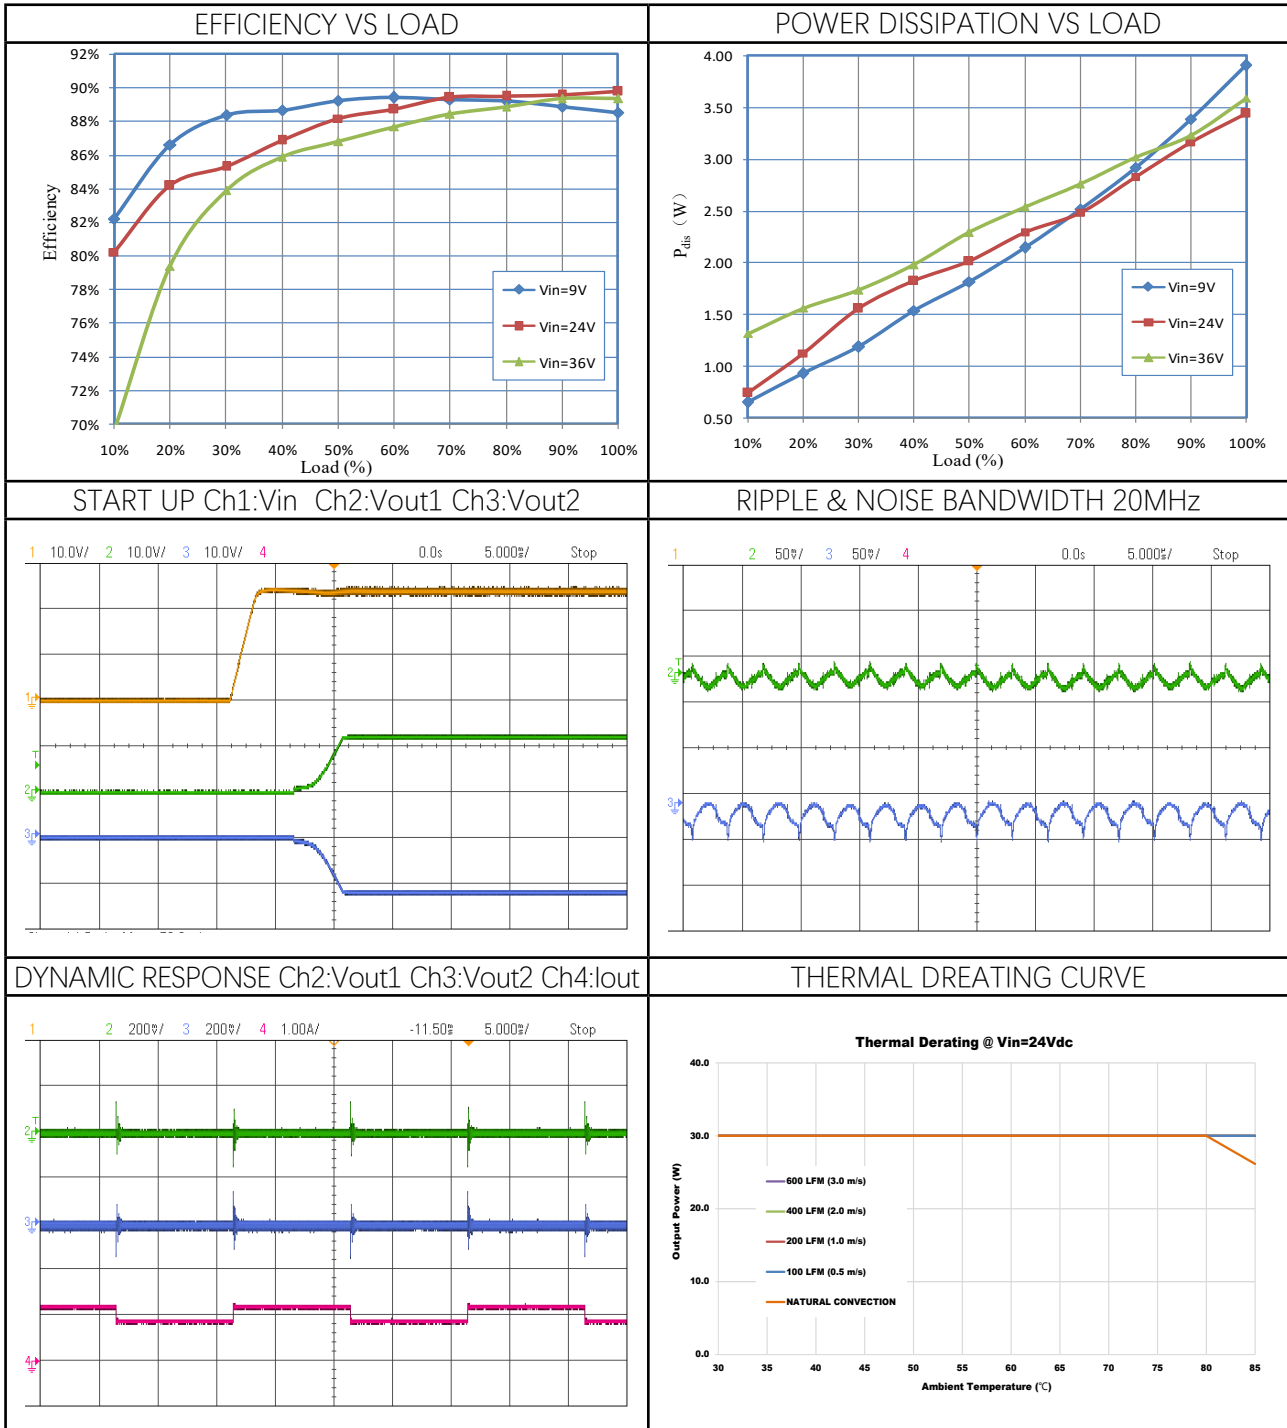 EFFICIENCY VS LOAD
92%
90%
88%
86%
84%
82%
80%
78%
76%
74%
72%
70%
Efficiency
Vin=9V
Vin=24V
Vin=36V
10% 20% 30% 40% 50% 60% 70% 80% 90% 100%
Load (%)
POWER DISSIPATION VS LOAD
4.00
3.50
3.00
2.50
2.00
1.50
1.00
0.50
Pdis（W）
Vin=9V
Vin=24V
Vin=36V
10% 20% 30% 40% 50% 60% 70% 80% 90% 100%
Load (%)
START UP Ch1:Vin Ch2:Vout1 Ch3:Vout2
1 10.0V/ 2 10.0V/ 3 10.0V/ 4 0.0s 5.000ms/ Stop
1
T
2
3
RIPPLE & NOISE BANDWIDTH 20MHz
1 2 50mV/ 3 50mV/ 4 0.0s 5.000ms/ Stop
T
2
3
DYNAMIC RESPONSE Ch2:Vout1 Ch3:Vout2 Ch4:Iout
1 2 200mV/ 3 200mV/ 4 1.00A/ -11.50ms 5.000ms/ Stop
T
2
3
4
THERMAL DREATING CURVE
Thermal Derating @ Vin=24Vdc
40.0
30.0
20.0
10.0
0.0
Output Power (W)
600 LFM (3.0 m/s)
400 LFM (2.0 m/s)
200 LFM (1.0 m/s)
100 LFM (0.5 m/s)
NATURAL CONVECTION
30 35 40 45 50 55 60 65 70 75 80 85
Ambient Temperature (℃)